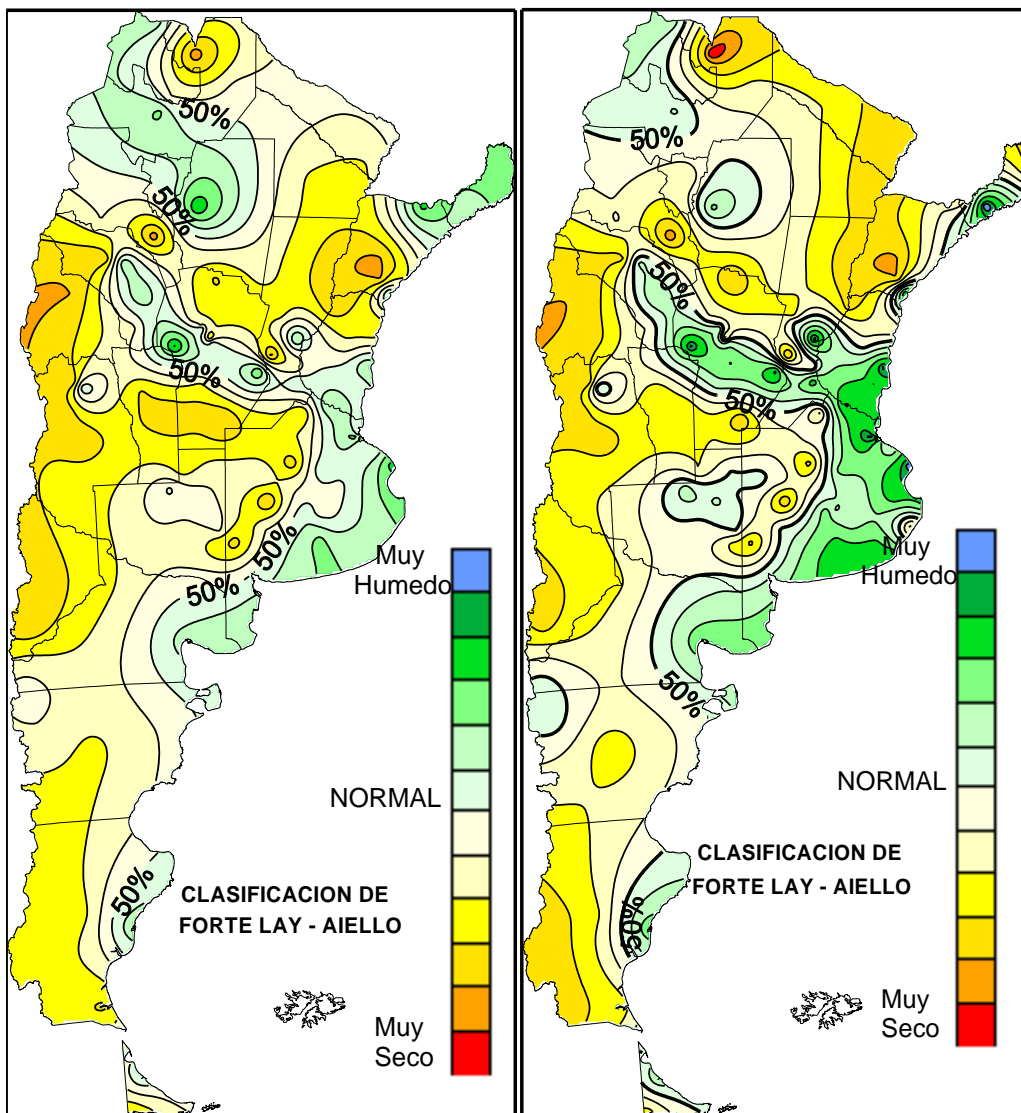 50%
50%
50%
50%
50%
50%
Muy
Humedo
NORMAL
CLASIFICACION DE
FORTE LAY - AIELLO
Muy
Seco
50%
50%
50%
50%
50%
Muy
Humedo
NORMAL
CLASIFICACION DE
FORTE LAY - AIELLO
Muy
Seco